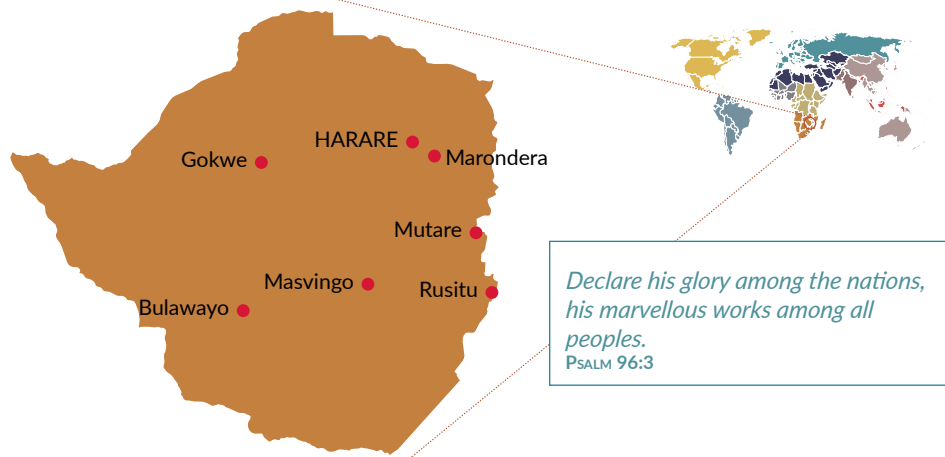 HARARE
Gokwe
Marondera
Mutare
Masvingo
Rusitu
Bulawayo
Declare his glory among the nations,
his marvellous works among all
peoples.
PSALM 96:3